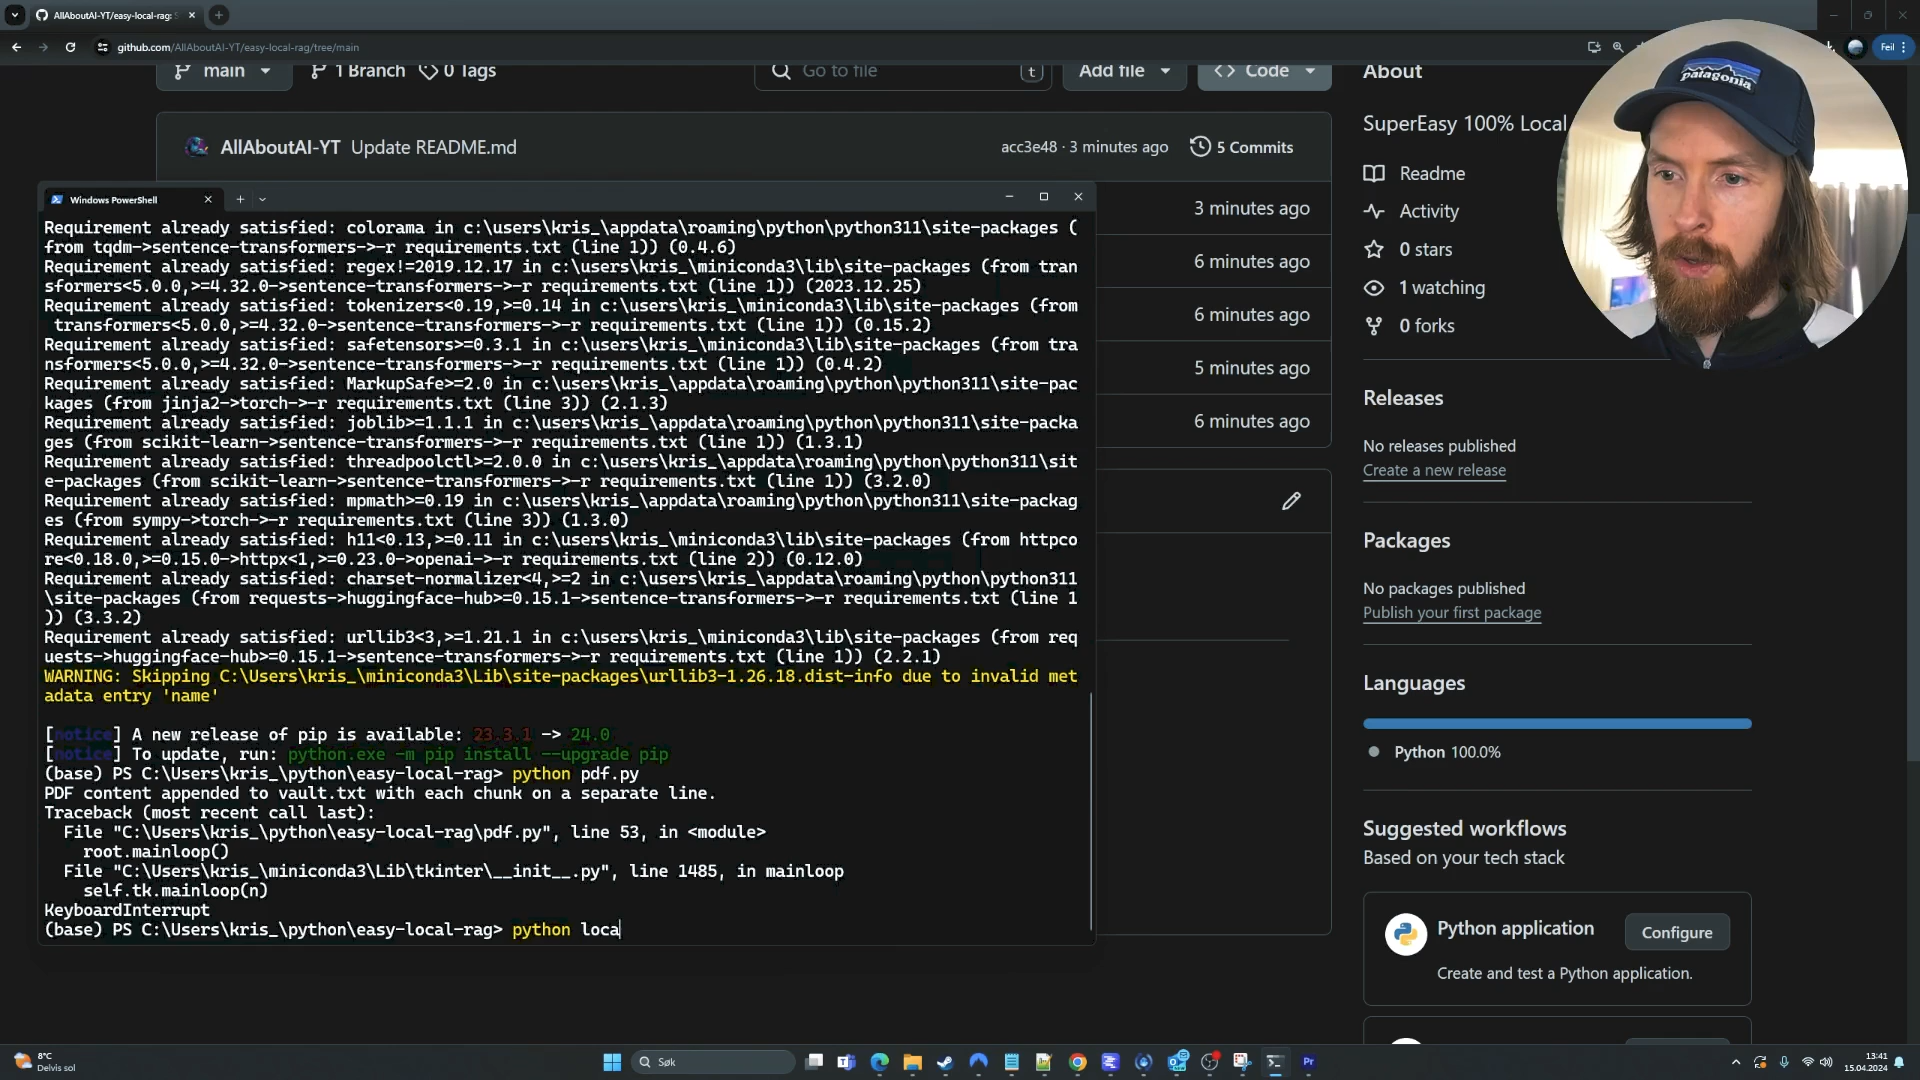 AllAboutAI-YT/easy-local-rag: S
github.com/AllAboutAI-YT/easy-local-rag/tree/main
Feil
main
1 Branch
0 Tags
Go to file
t
Add file
Code
AllAboutAI-YT Update README.md
acc3e48 · 3 minutes ago
5 Commits
3 minutes ago
6 minutes ago
6 minutes ago
5 minutes ago
6 minutes ago
Windows PowerShell
Requirement already satisfied: colorama in c:\users\kris_\appdata\roaming\python\python311\site-packages (
from tqdm->sentence-transformers->-r requirements.txt (line 1)) (0.4.6)
Requirement already satisfied: regex!=2019.12.17 in c:\users\kris_\miniconda3\lib\site-packages (from tran
sformers<5.0.0,>=4.32.0->sentence-transformers->-r requirements.txt (line 1)) (2023.12.25)
Requirement already satisfied: tokenizers<0.19,>=0.14 in c:\users\kris_\miniconda3\lib\site-packages (from
 transformers<5.0.0,>=4.32.0->sentence-transformers->-r requirements.txt (line 1)) (0.15.2)
Requirement already satisfied: safetensors>=0.3.1 in c:\users\kris_\miniconda3\lib\site-packages (from tra
nsformers<5.0.0,>=4.32.0->sentence-transformers->-r requirements.txt (line 1)) (0.4.2)
Requirement already satisfied: MarkupSafe>=2.0 in c:\users\kris_\appdata\roaming\python\python311\site-pac
kages (from jinja2->torch->-r requirements.txt (line 3)) (2.1.3)
Requirement already satisfied: joblib>=1.1.1 in c:\users\kris_\appdata\roaming\python\python311\site-packa
ges (from scikit-learn->sentence-transformers->-r requirements.txt (line 1)) (1.3.1)
Requirement already satisfied: threadpoolctl>=2.0.0 in c:\users\kris_\appdata\roaming\python\python311\sit
e-packages (from scikit-learn->sentence-transformers->-r requirements.txt (line 1)) (3.2.0)
Requirement already satisfied: mpmath>=0.19 in c:\users\kris_\appdata\roaming\python\python311\site-packag
es (from sympy->torch->-r requirements.txt (line 3)) (1.3.0)
Requirement already satisfied: h11<0.13,>=0.11 in c:\users\kris_\miniconda3\lib\site-packages (from httpco
re<0.18.0,>=0.15.0->httpx<1,>=0.23.0->openai->-r requirements.txt (line 2)) (0.12.0)
Requirement already satisfied: charset-normalizer<4,>=2 in c:\users\kris_\appdata\roaming\python\python311
\site-packages (from requests->huggingface-hub>=0.15.1->sentence-transformers->-r requirements.txt (line 1
)) (3.3.2)
Requirement already satisfied: urllib3<3,>=1.21.1 in c:\users\kris_\miniconda3\lib\site-packages (from req
uests->huggingface-hub>=0.15.1->sentence-transformers->-r requirements.txt (line 1)) (2.2.1)
WARNING: Skipping C:\Users\kris_\miniconda3\Lib\site-packages\urllib3-1.26.18.dist-info due to invalid met
adata entry 'name'
[notice] A new release of pip is available: 23.3.1 -> 24.0
[notice] To update, run: python.exe -m pip install --upgrade pip
(base) PS C:\Users\kris_\python\easy-local-rag> python pdf.py
PDF content appended to vault.txt with each chunk on a separate line.
Traceback (most recent call last):
  File "C:\Users\kris_\python\easy-local-rag\pdf.py", line 53, in <module>
    root.mainloop()
  File "C:\Users\kris_\miniconda3\Lib\tkinter\__init__.py", line 1485, in mainloop
    self.tk.mainloop(n)
KeyboardInterrupt
(base) PS C:\Users\kris_\python\easy-local-rag> python loca
About
SuperEasy 100% Local
Readme
Activity
0 stars
1 watching
0 forks
Releases
No releases published
Create a new release
Packages
No packages published
Publish your first package
Languages
Python 100.0%
Suggested workflows
Based on your tech stack
Python application
Configure
Create and test a Python application.
patagonia
8°C
Delvis sol
Søk
Pr
13:41
15.04.2024